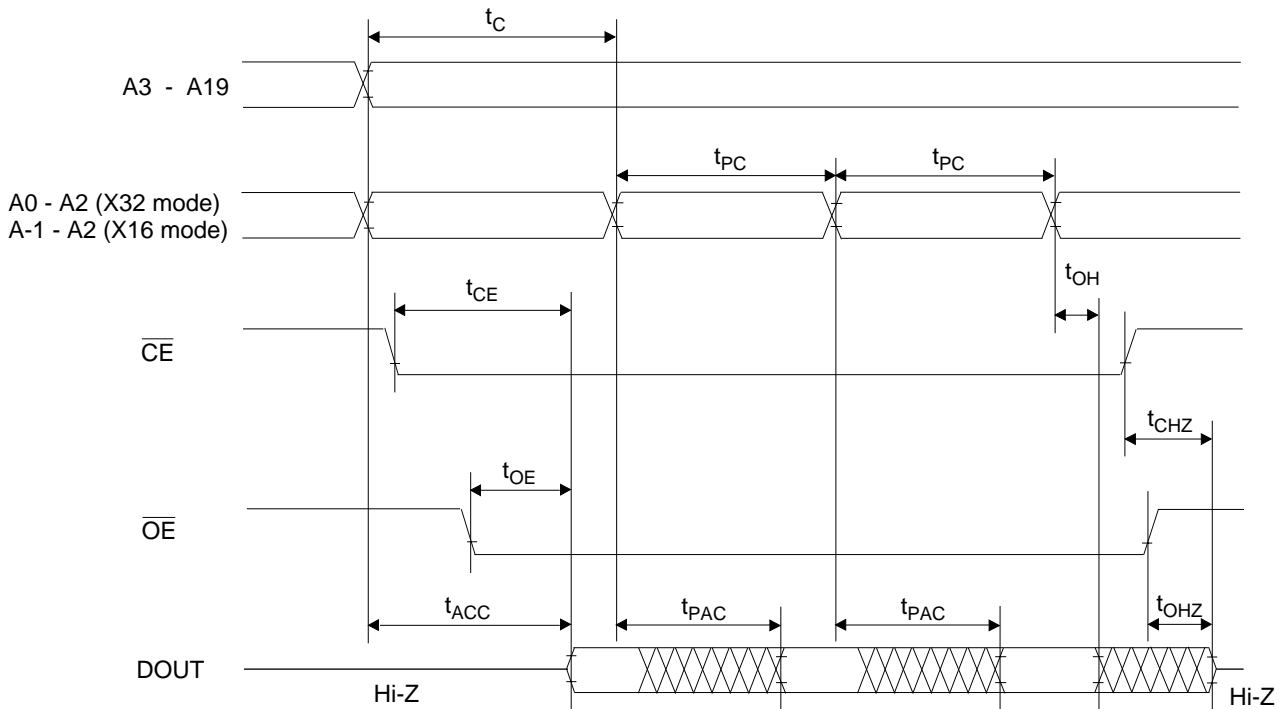 tC
A3 - A19
tPC tPC
A0 - A2 (X32 mode)
A-1 - A2 (X16 mode)
tOH
tCE
CE
tCHZ
tOE
OE
tACC tPAC tPAC tOHZ
DOUT
Hi-Z Hi-Z